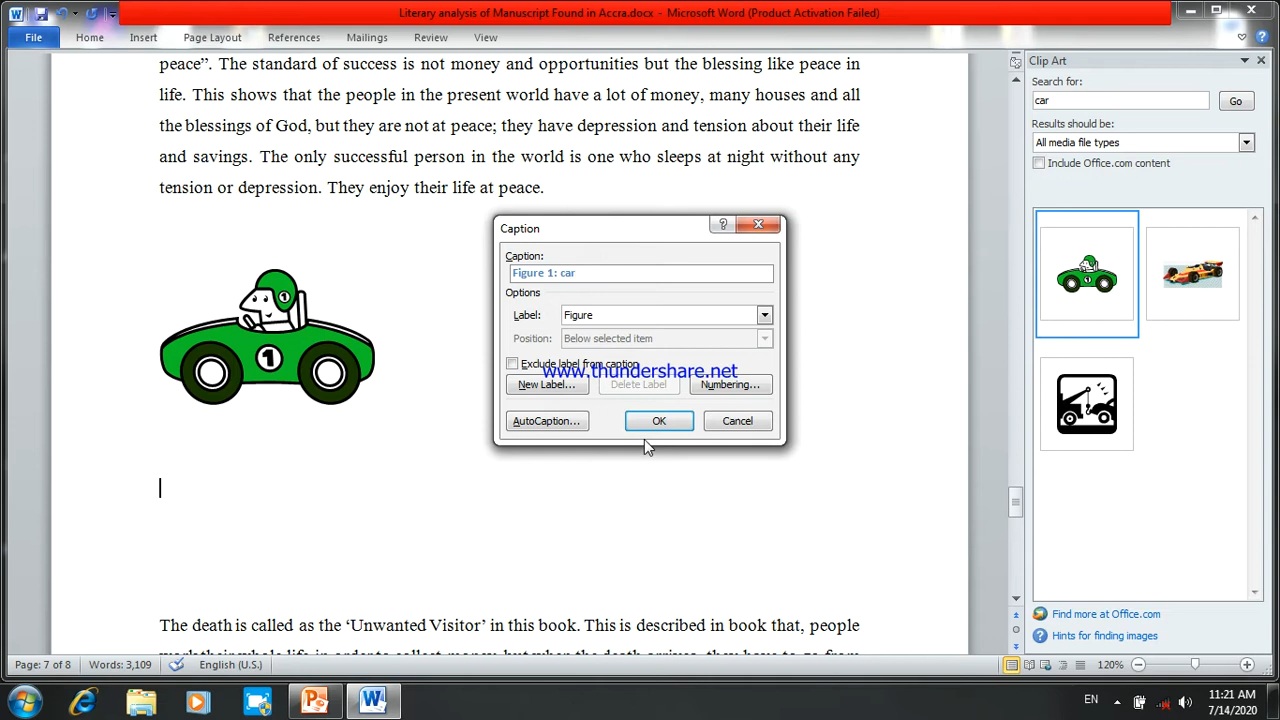 Literary analysis of Manuscript Found in Accra.docx - Microsoft Word (Product Activation Failed)
File Home Insert Page Layout References Mailings Review View
peace”. The standard of success is not money and opportunities but the blessing like peace in
life. This shows that the people in the present world have a lot of money, many houses and all
the blessings of God, but they are not at peace; they have depression and tension about their life
and savings. The only successful person in the world is one who sleeps at night without any
tension or depression. They enjoy their life at peace.
1
1
Caption
Caption:
Figure 1: car
Options
Label: Figure
Position: Below selected item
Exclude label from caption
www.thundershare.net
New Label... Delete Label Numbering...
AutoCaption... OK Cancel
The death is called as the ‘Unwanted Visitor’ in this book. This is described in book that, people
Clip Art
Search for:
car
Go
Results should be:
All media file types
Include Office.com content
Find more at Office.com
Hints for finding images
Page: 7 of 8 Words: 3,109 English (U.S.) 120%
EN 11:21 AM
7/14/2020